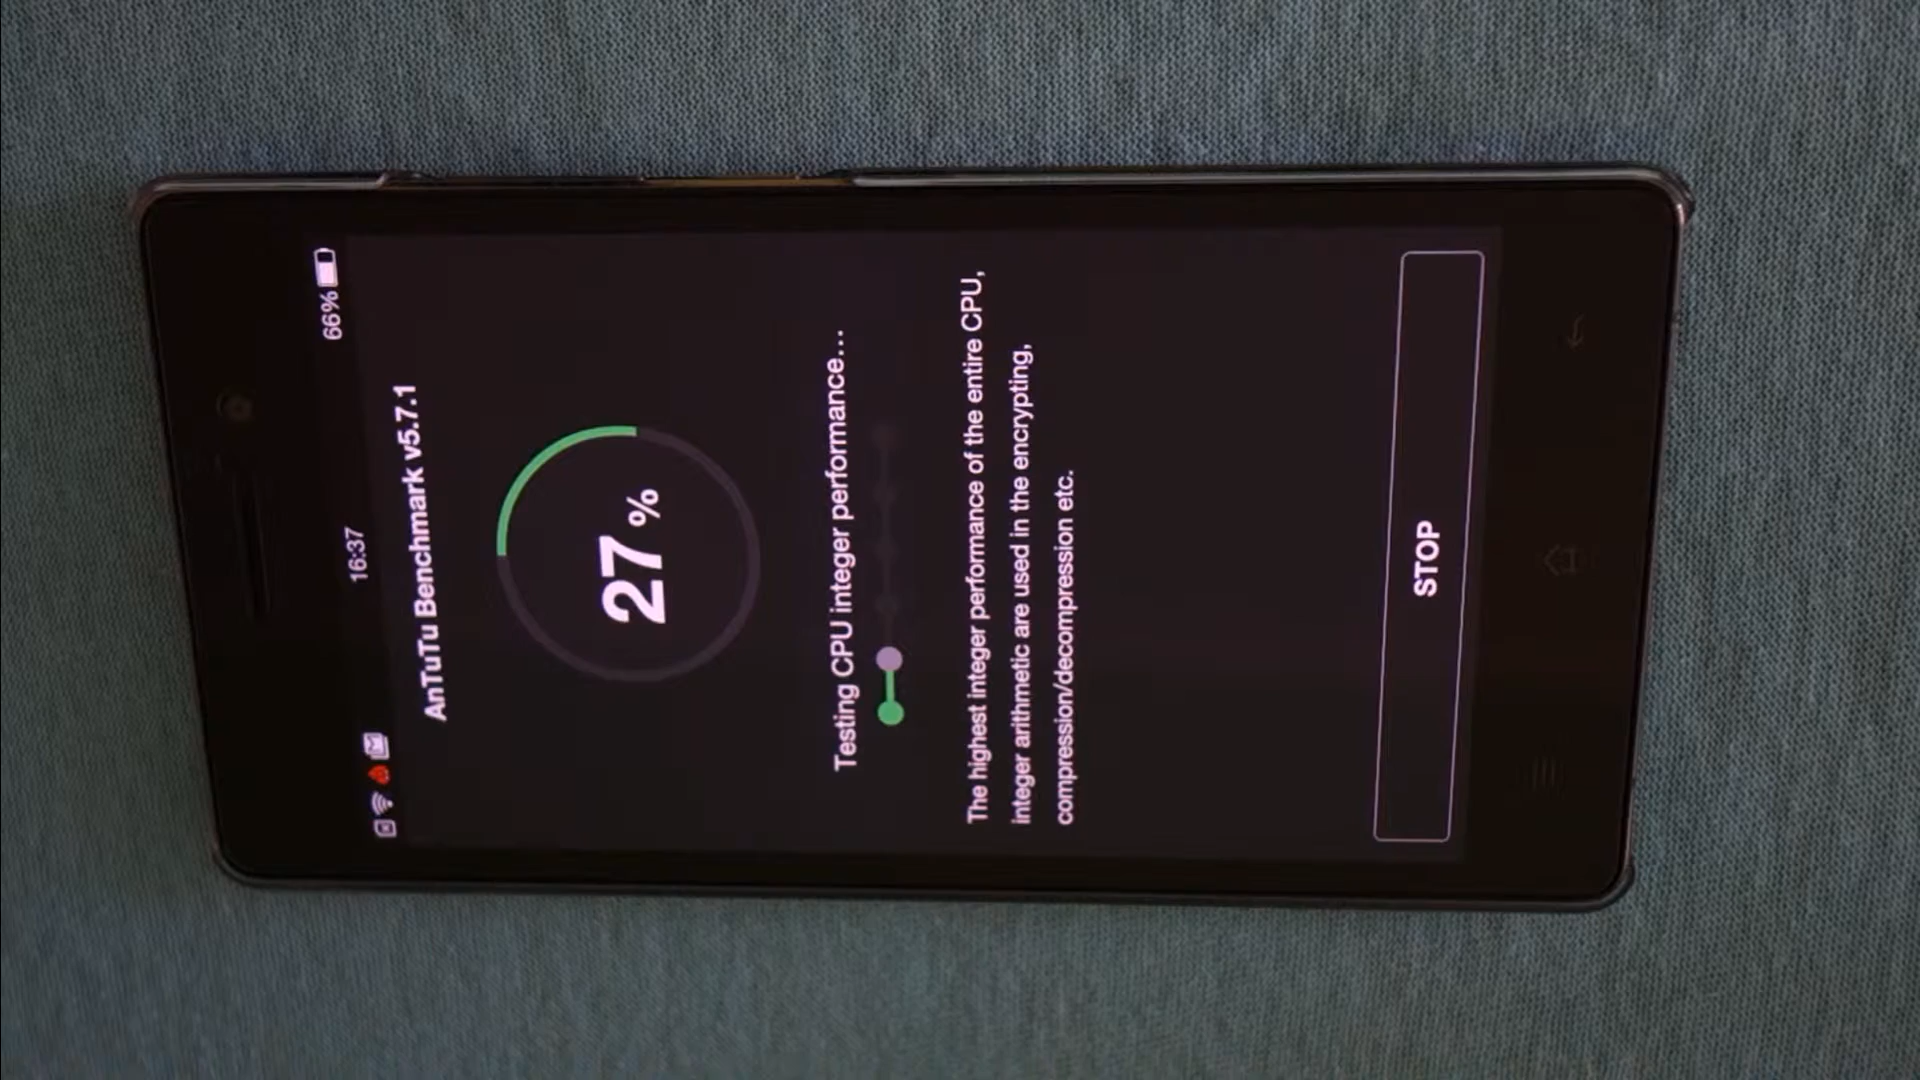 16:37
66%
AnTuTu Benchmark v5.7.1
27 %
Testing CPU integer performance...
The highest integer performance of the entire CPU,
integer arithmetic are used in the encrypting,
compression/decompression etc.
STOP